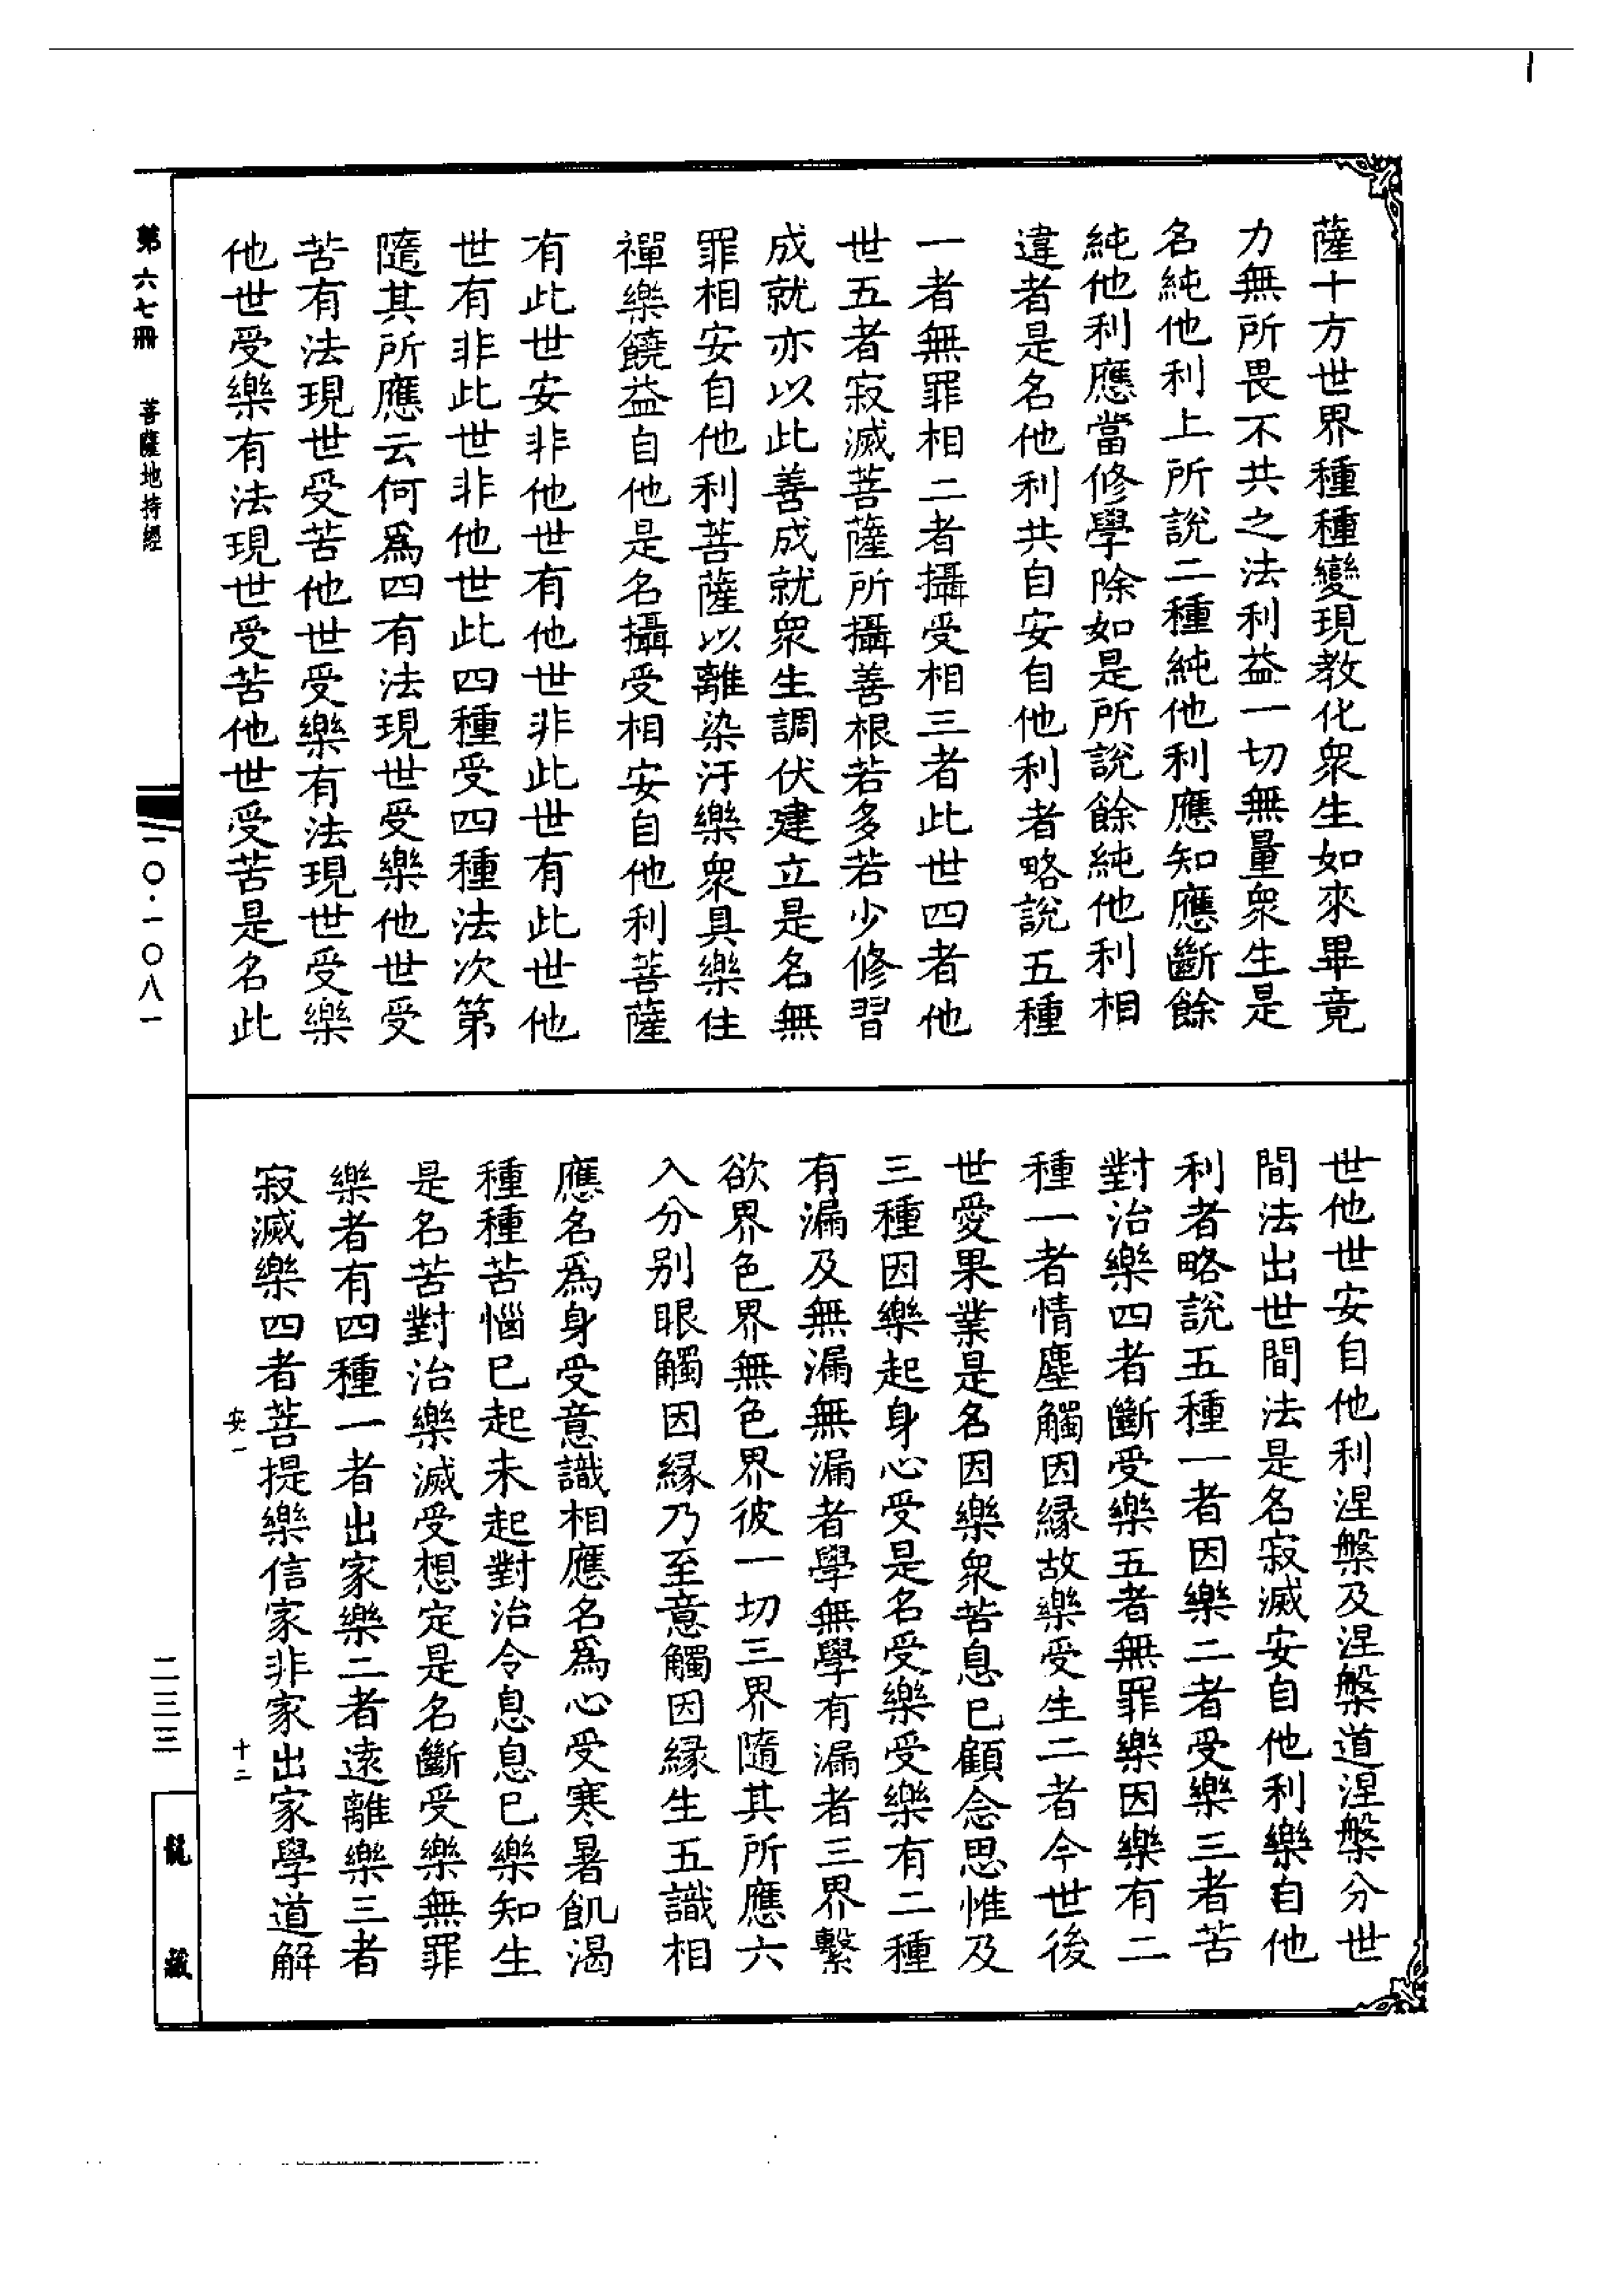 薩十方世界種種變現教化衆生如來畢竟
力無所畏不共之法利益一切無量衆生是
名純他利上所說二種純他利應知應斷餘
純他利應當修學除如是所說餘純他利相
違者是名他利共自安自他利者略說五種
一者無罪相二者攝受相三者此世四者他
世五者寂滅菩薩所攝善根若多若少修習
成就亦以此善成就衆生調伏建立是名無
罪相安自他利菩薩以離染汙樂衆具樂住
禪樂饒益自他是名攝受相安自他利菩薩
有此世安非他世有他世非此世有此世他
世有非此世非他世此四種受四種法次第
隨其所應云何爲四有法現世受樂他世受
苦有法現世受苦他世受樂有法現世受樂
他世受樂有法現世受苦他世受苦是名此
世他世安自他利涅槃及涅槃道涅槃分世
間法出世間法是名寂滅安自他利樂自他
利者略說五種一者因樂二者受樂三者苦
對治樂四者斷受樂五者無罪樂因樂有二
種一者情塵觸因緣故樂受生二者今世後
世愛果業是名因樂衆苦息已顧念思惟及
三種因樂起身心受是名受樂受樂有二種
有漏及無漏無漏者學無學有漏者三界繫
欲界色界無色界彼一切三界隨其所應六
入分別眼觸因緣乃至意觸因緣生五識相
應名爲身受意識相應名爲心受寒暑飢渴
種種苦惱已起未起對治令息息已樂知生
是名苦對治樂滅受想定是名斷受樂無罪
樂者有四種一者出家樂二者遠離樂三者
寂滅樂四者菩提樂信家非家出家學道解
安一 十二
第六七冊 菩薩地持經
一〇·一〇八一
二三三
龍藏